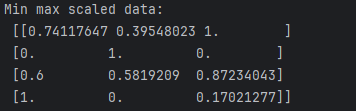 Min max scaled data:
 [[0.74117647 0.39548023 1.        ]
 [0.         1.         0.        ]
 [0.6        0.5819209  0.87234043]
 [1.         0.         0.17021277]]